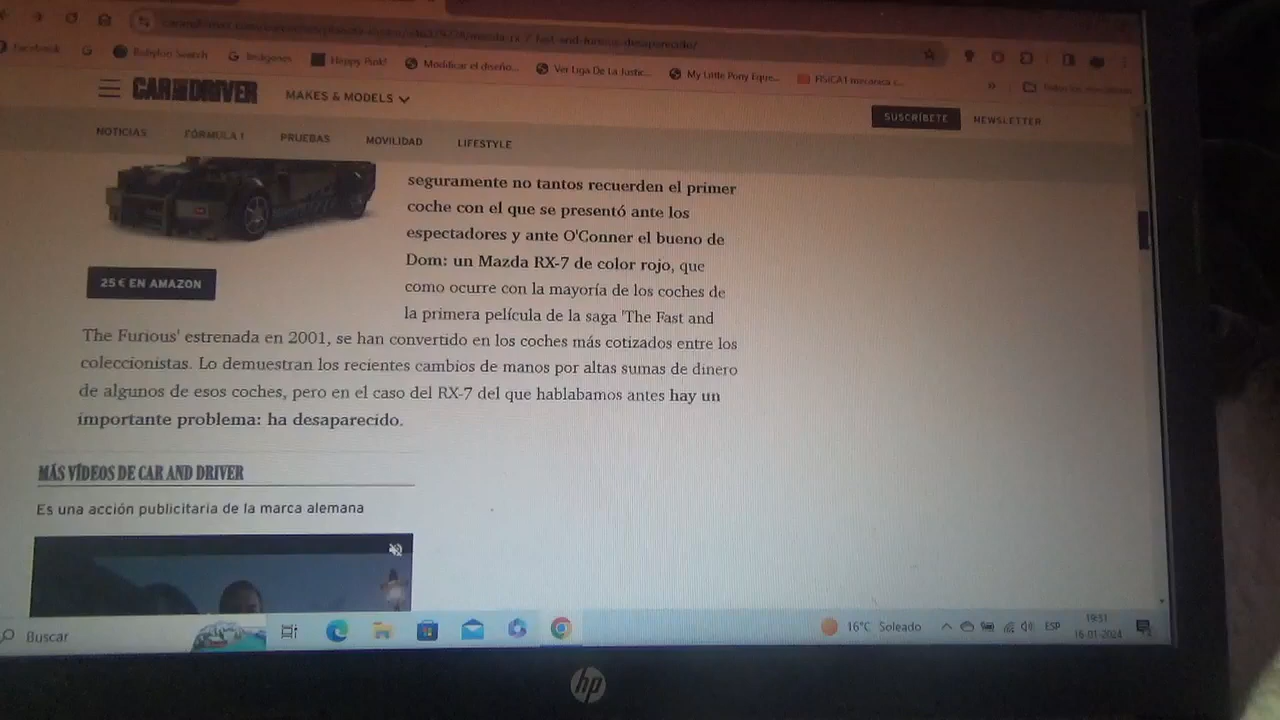 Facebook
G
Babylon Search
Imágenes
Happy Punk!
Modificar el diseño...
Ver Liga De La Justic...
My Little Pony Eque...
FISICA1 mecanica
»
CAR AND DRIVER
MAKES & MODELS
SUSCRÍBETE
NEWSLETTER
NOTICIAS
FÓRMULA 1
PRUEBAS
MOVILIDAD
LIFESTYLE
seguramente no tantos recuerden el primer
coche con el que se presentó ante los
espectadores y ante O'Conner el bueno de
Dom: un Mazda RX-7 de color rojo, que
como ocurre con la mayoría de los coches de
la primera película de la saga 'The Fast and
25 € EN AMAZON
The Furious' estrenada en 2001, se han convertido en los coches más cotizados entre los
coleccionistas. Lo demuestran los recientes cambios de manos por altas sumas de dinero
de algunos de esos coches, pero en el caso del RX-7 del que hablabamos antes hay un
importante problema: ha desaparecido.
MÁS VÍDEOS DE CAR AND DRIVER
Es una acción publicitaria de la marca alemana
Buscar
16°C Soleado
ESP
19:31
16-01-2024
hp